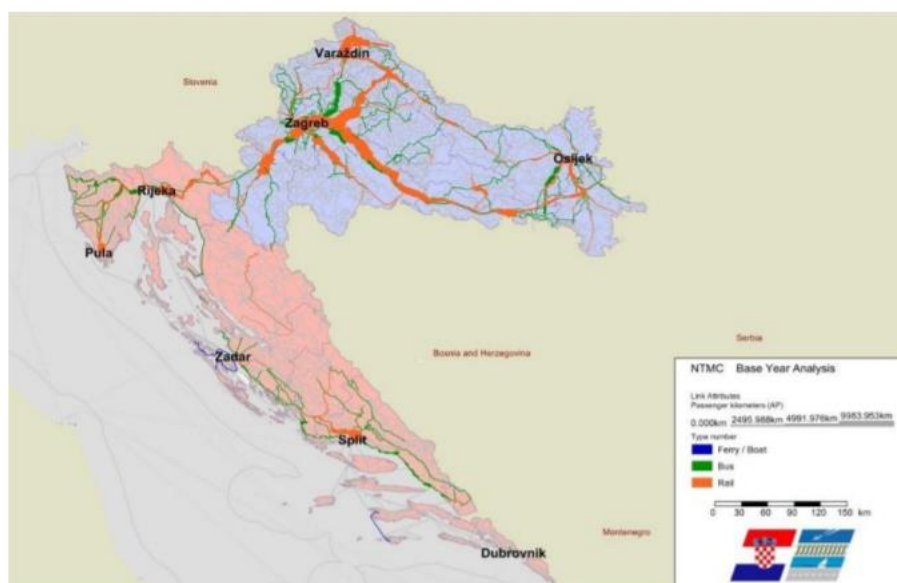 Varaždin
Slovenia
Zagreb
Osijek
Rijeka
Pula
Zadar
Bosnia and Herzegovina
Serbia
Split
Montenegro
Dubrovnik
NTMC Base Year Analysis
Link Attributes
Passenger kilometers (AP)
0.000km 2495.988km 4991.976km 9983.953km
Type number
Ferry / Boat
Bus
Rail
0 30 60 90 120 150 km